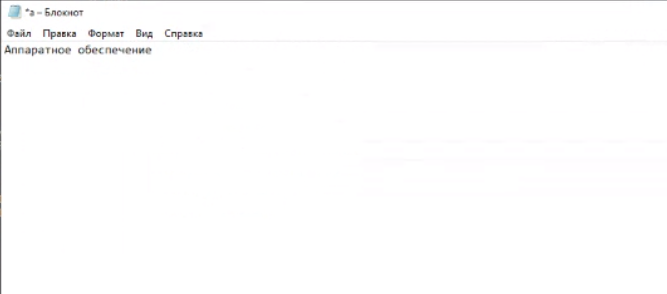 *a – Блокнот
Файл Правка Формат Вид Справка
Аппаратное обеспечение